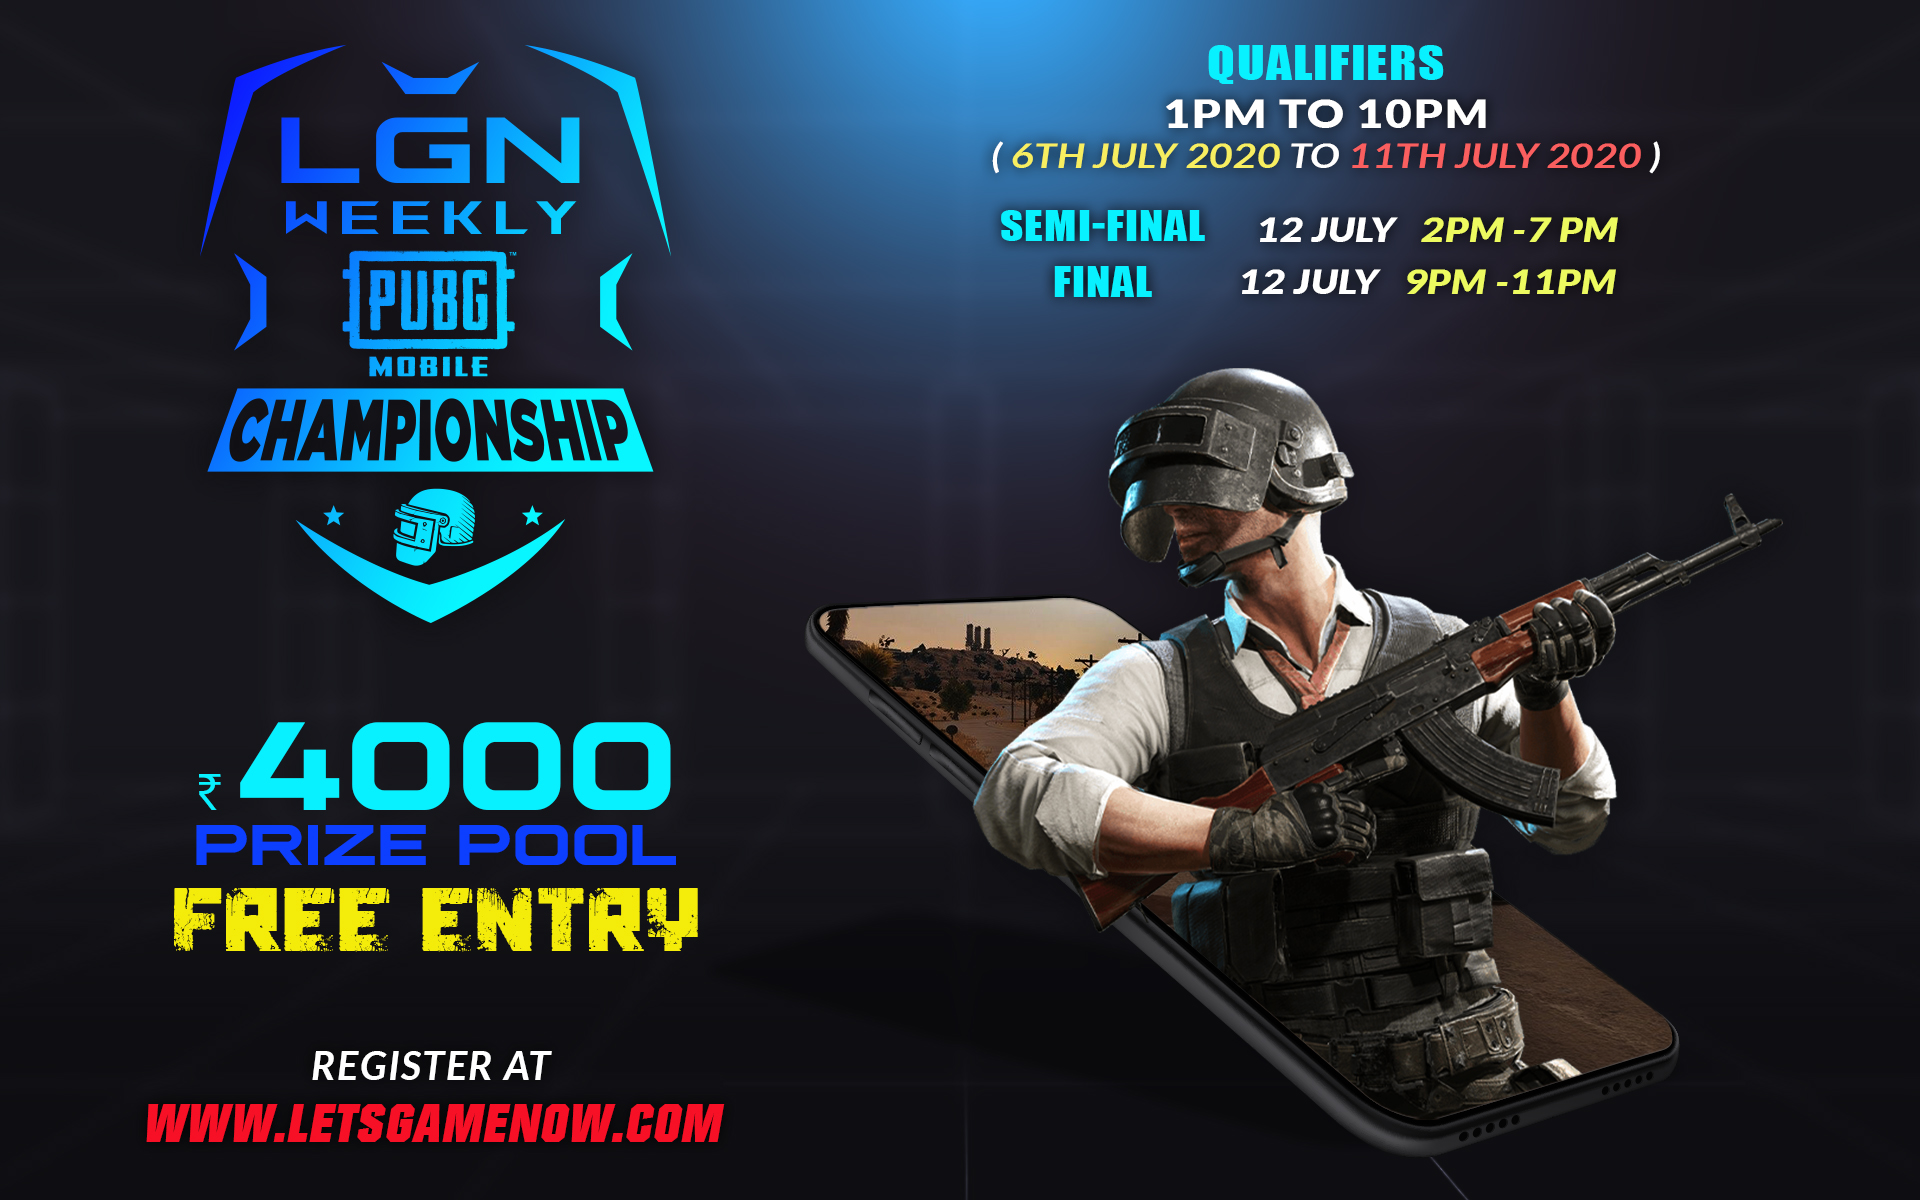 LGN
WEEKLY
PUBG™
MOBILE
CHAMPIONSHIP
₹ 4000
PRIZE POOL
FREE ENTRY
REGISTER AT
WWW.LETSGAMENOW.COM
QUALIFIERS
1PM TO 10PM
( 6TH JULY 2020 TO 11TH JULY 2020 )
SEMI-FINAL 12 JULY 2PM -7 PM
FINAL 12 JULY 9PM -11PM